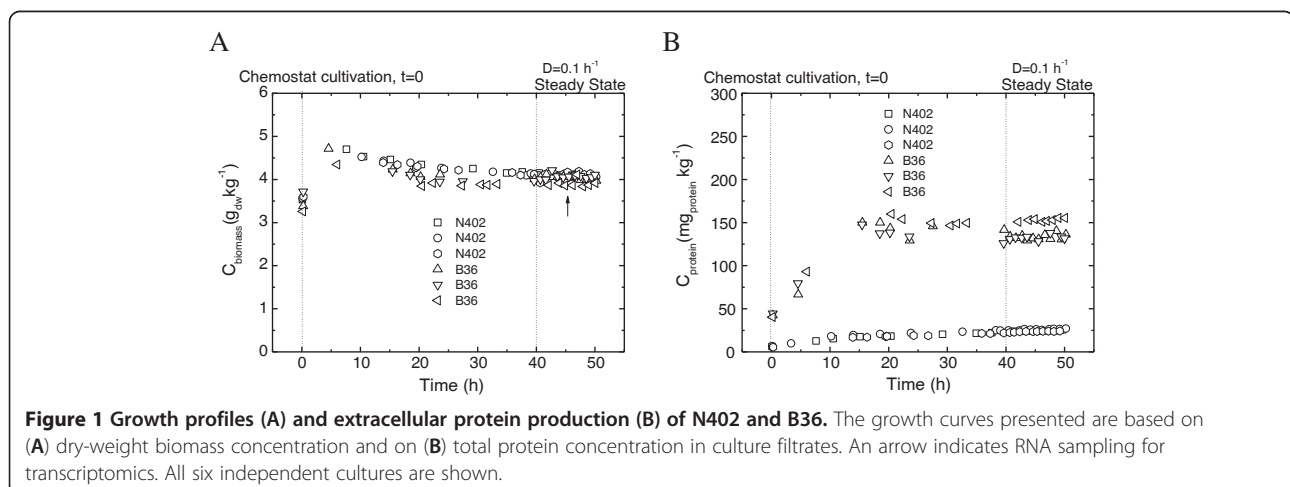 A
Chemostat cultivation, t=0
D=0.1 h⁻¹
Steady State
6
5
4
3
2
1
0
C_biomass (g_dw kg⁻¹)
N402
N402
N402
B36
B36
B36
0 10 20 30 40 50
Time (h)
B
Chemostat cultivation, t=0
D=0.1 h⁻¹
Steady State
300
250
200
150
100
50
0
C_protein (mg_protein kg⁻¹)
N402
N402
N402
B36
B36
B36
0 10 20 30 40 50
Time (h)
Figure 1 Growth profiles (A) and extracellular protein production (B) of N402 and B36. The growth curves presented are based on
(A) dry-weight biomass concentration and on (B) total protein concentration in culture filtrates. An arrow indicates RNA sampling for
transcriptomics. All six independent cultures are shown.